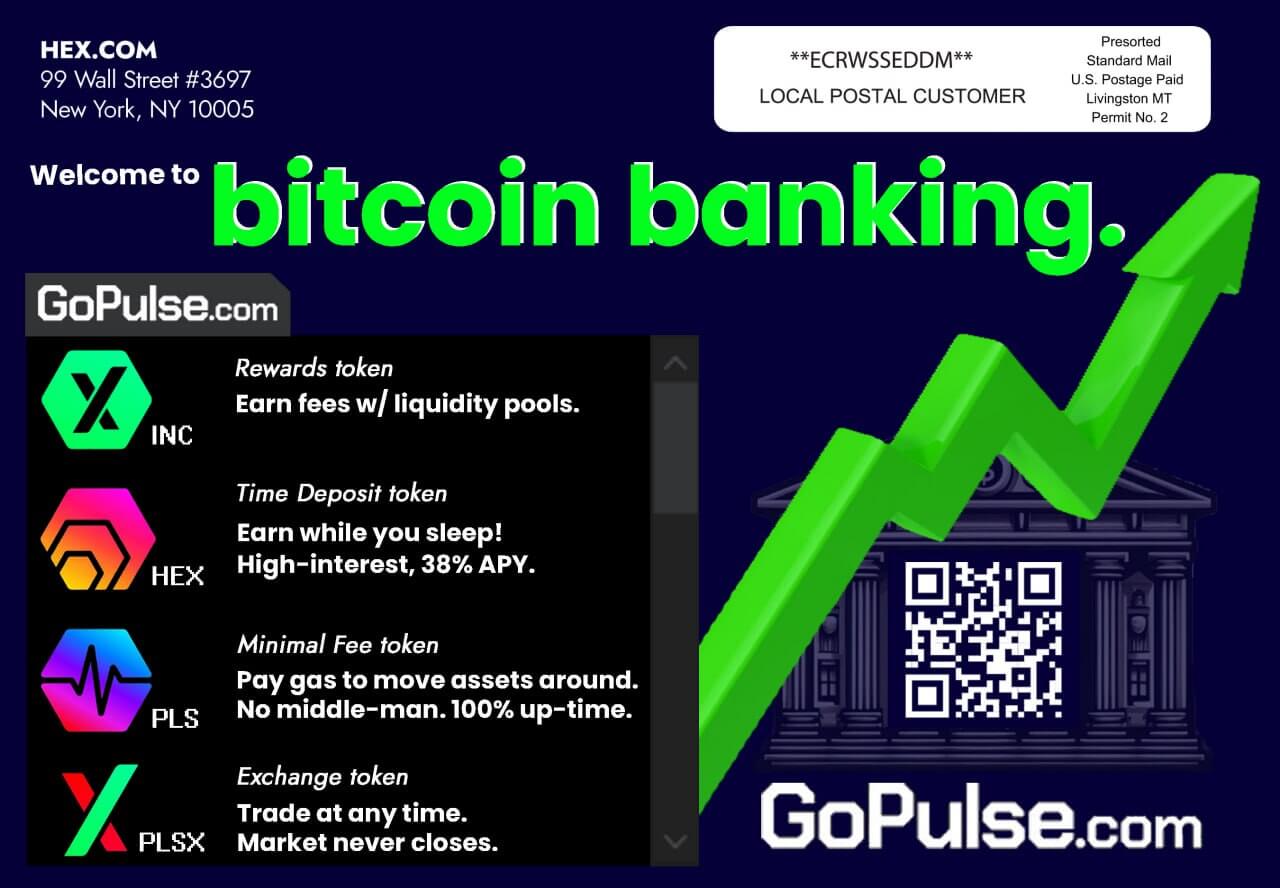 HEX.COM
99 Wall Street #3697
New York, NY 10005
**ECRWSSEDDM**
LOCAL POSTAL CUSTOMER
Presorted
Standard Mail
U.S. Postage Paid
Livingston MT
Permit No. 2
Welcome to bitcoin banking.
GoPulse.com
INC
Rewards token
Earn fees w/ liquidity pools.
HEX
Time Deposit token
Earn while you sleep!
High-interest, 38% APY.
PLS
Minimal Fee token
Pay gas to move assets around.
No middle-man. 100% up-time.
PLSX
Exchange token
Trade at any time.
Market never closes.
GoPulse.com